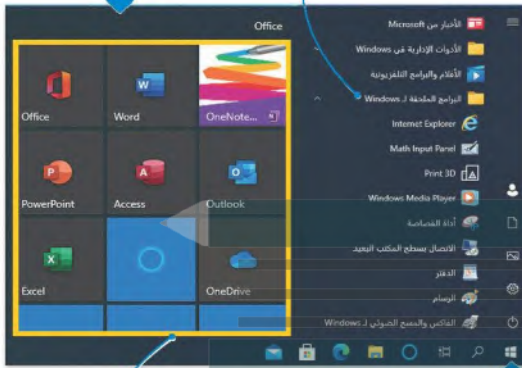 الأخبار من Microsoft
الأدوات الإدارية في Windows
الأفلام والبرامج التلفزيونية
البرامج الملحقة لـ Windows
Internet Explorer
Math Input Panel
Print 3D
Windows Media Player
أداة القصاصة
الاتصال بسطح المكتب البعيد
الدفتر
الرسام
الفاكس والمسح الضوئي لـ Windows
Office
Office
Word
OneNote...
PowerPoint
Access
Outlook
Excel
OneDrive